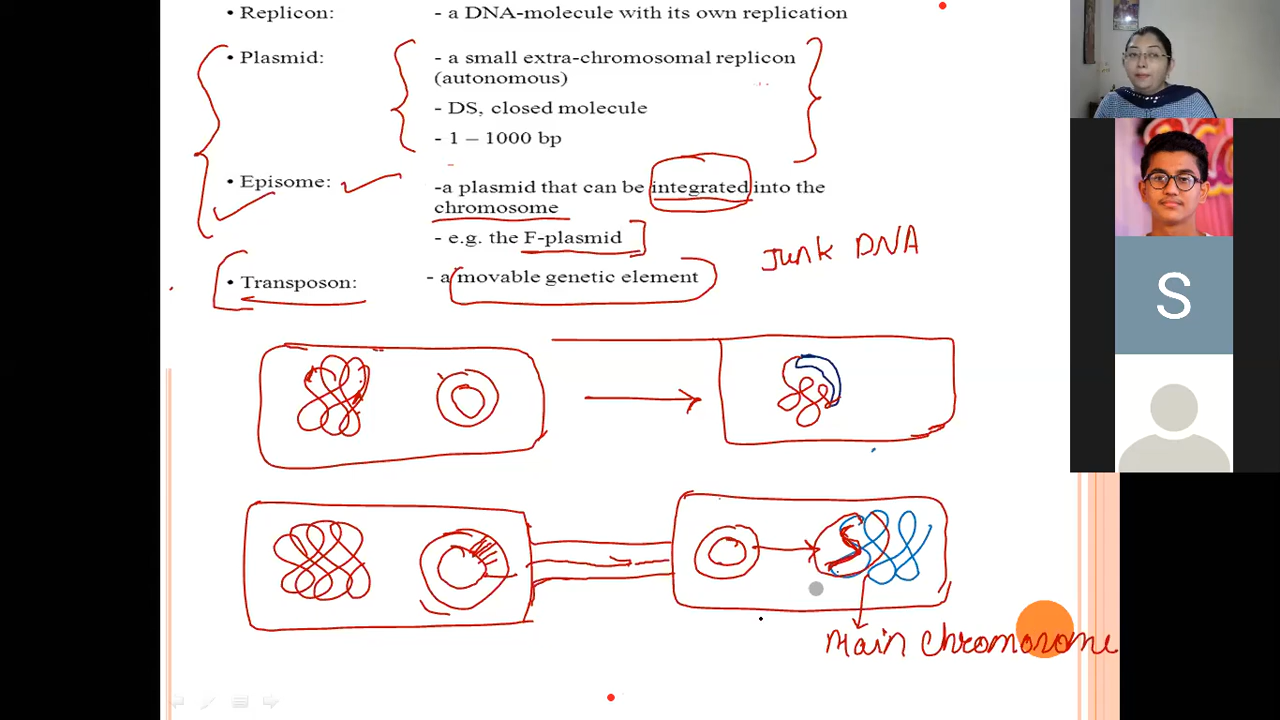 • Replicon: - a DNA-molecule with its own replication
• Plasmid: - a small extra-chromosomal replicon
(autonomous)
- DS, closed molecule
- 1 – 1000 bp
• Episome: -a plasmid that can be integrated into the
chromosome
- e.g. the F-plasmid
Junk DNA
• Transposon: - a movable genetic element
S
Main chromosome